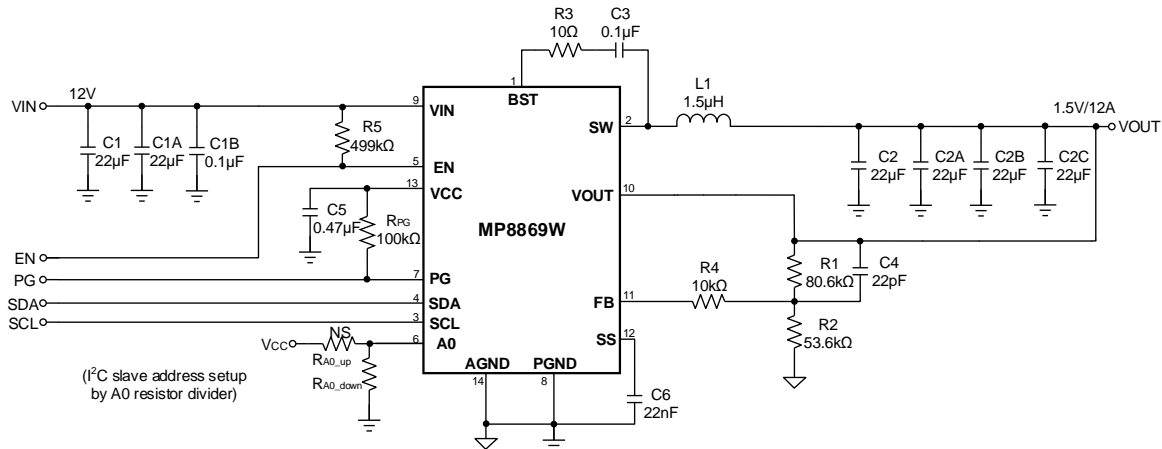 R3
10Ω
C3
0.1µF
1
BST
L1
1.5µH
VIN
12V
9
VIN
SW
2
1.5V/12A
VOUT
C1
22µF
C1A
22µF
C1B
0.1µF
R5
499kΩ
C2
22µF
C2A
22µF
C2B
22µF
C2C
22µF
5
EN
13
VCC
VOUT
10
C5
0.47µF
RPG
100kΩ
MP8869W
EN
PG
7
PG
R4
10kΩ
R1
80.6kΩ
C4
22pF
SDA
4
SDA
FB
11
SCL
3
SCL
R2
53.6kΩ
VCC
NS
6
A0
SS
12
RA0_up
RA0_down
AGND
PGND
14
8
C6
22nF
(I²C slave address setup
by A0 resistor divider)